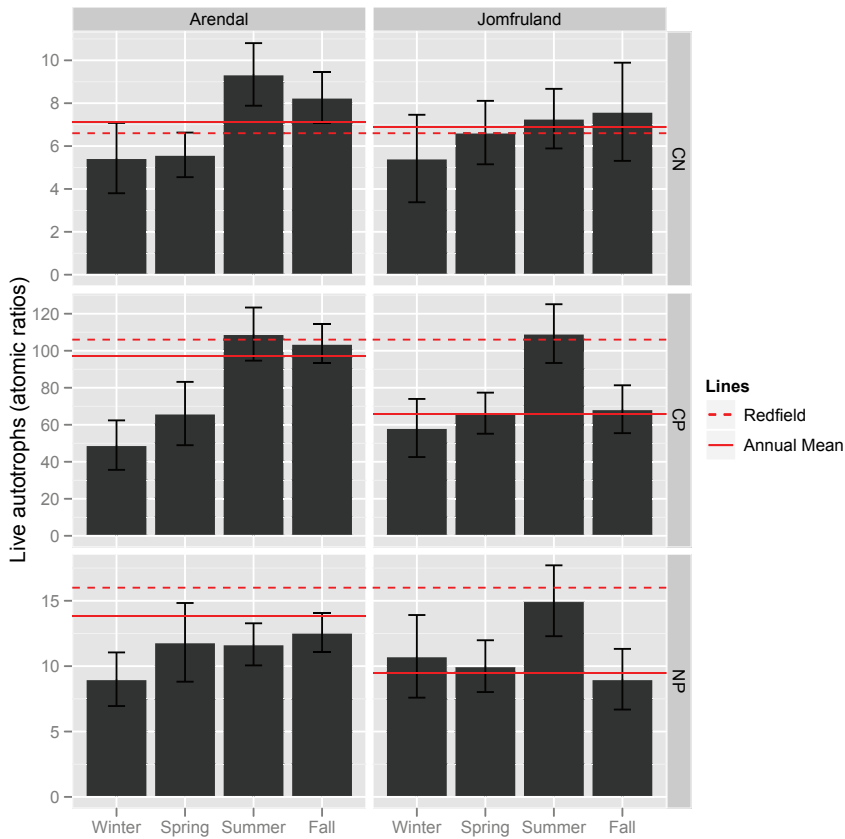 Arendal
Jomfruland
Live autotrophs (atomic ratios)
10
8
6
4
2
0
CN
120
100
80
60
40
20
0
CP
15
10
5
0
NP
Winter Spring Summer Fall
Winter Spring Summer Fall
Lines
Redfield
Annual Mean